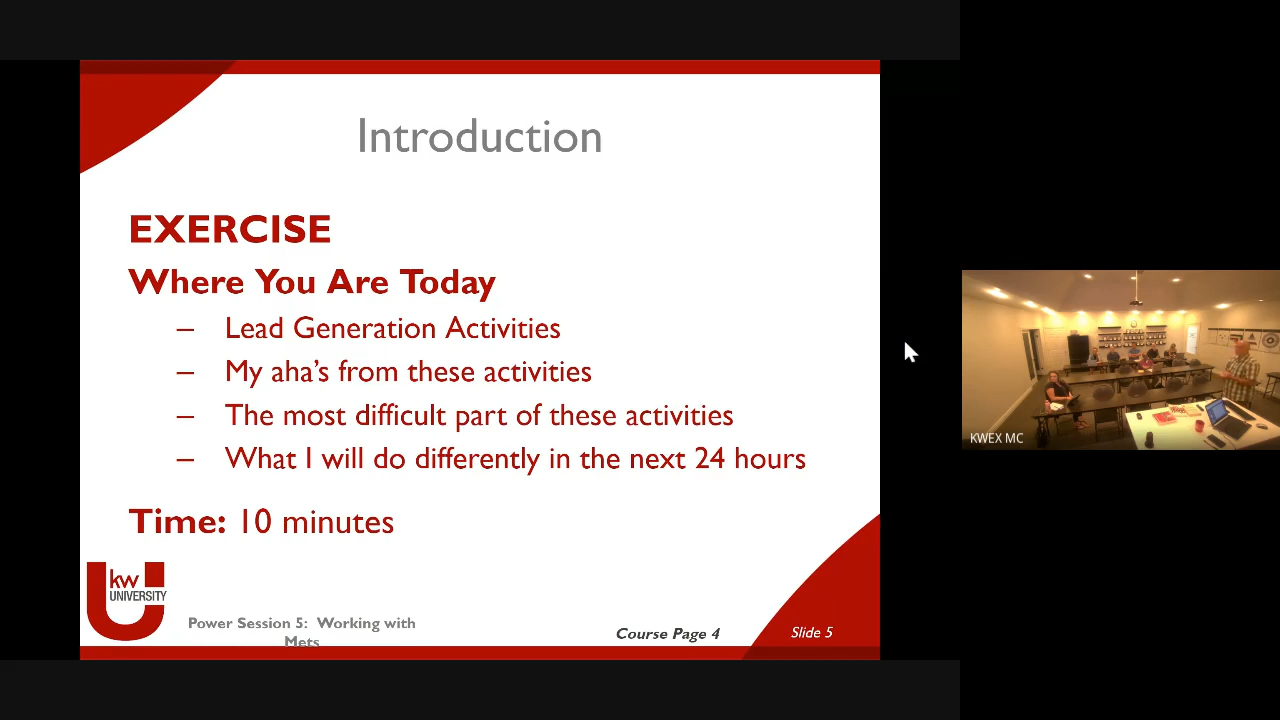 Introduction
EXERCISE
Where You Are Today
– Lead Generation Activities
– My aha's from these activities
– The most difficult part of these activities
– What I will do differently in the next 24 hours
Time: 10 minutes
kw
UNIVERSITY
Power Session 5: Working with
Mets
Course Page 4
Slide 5
KWEX MC